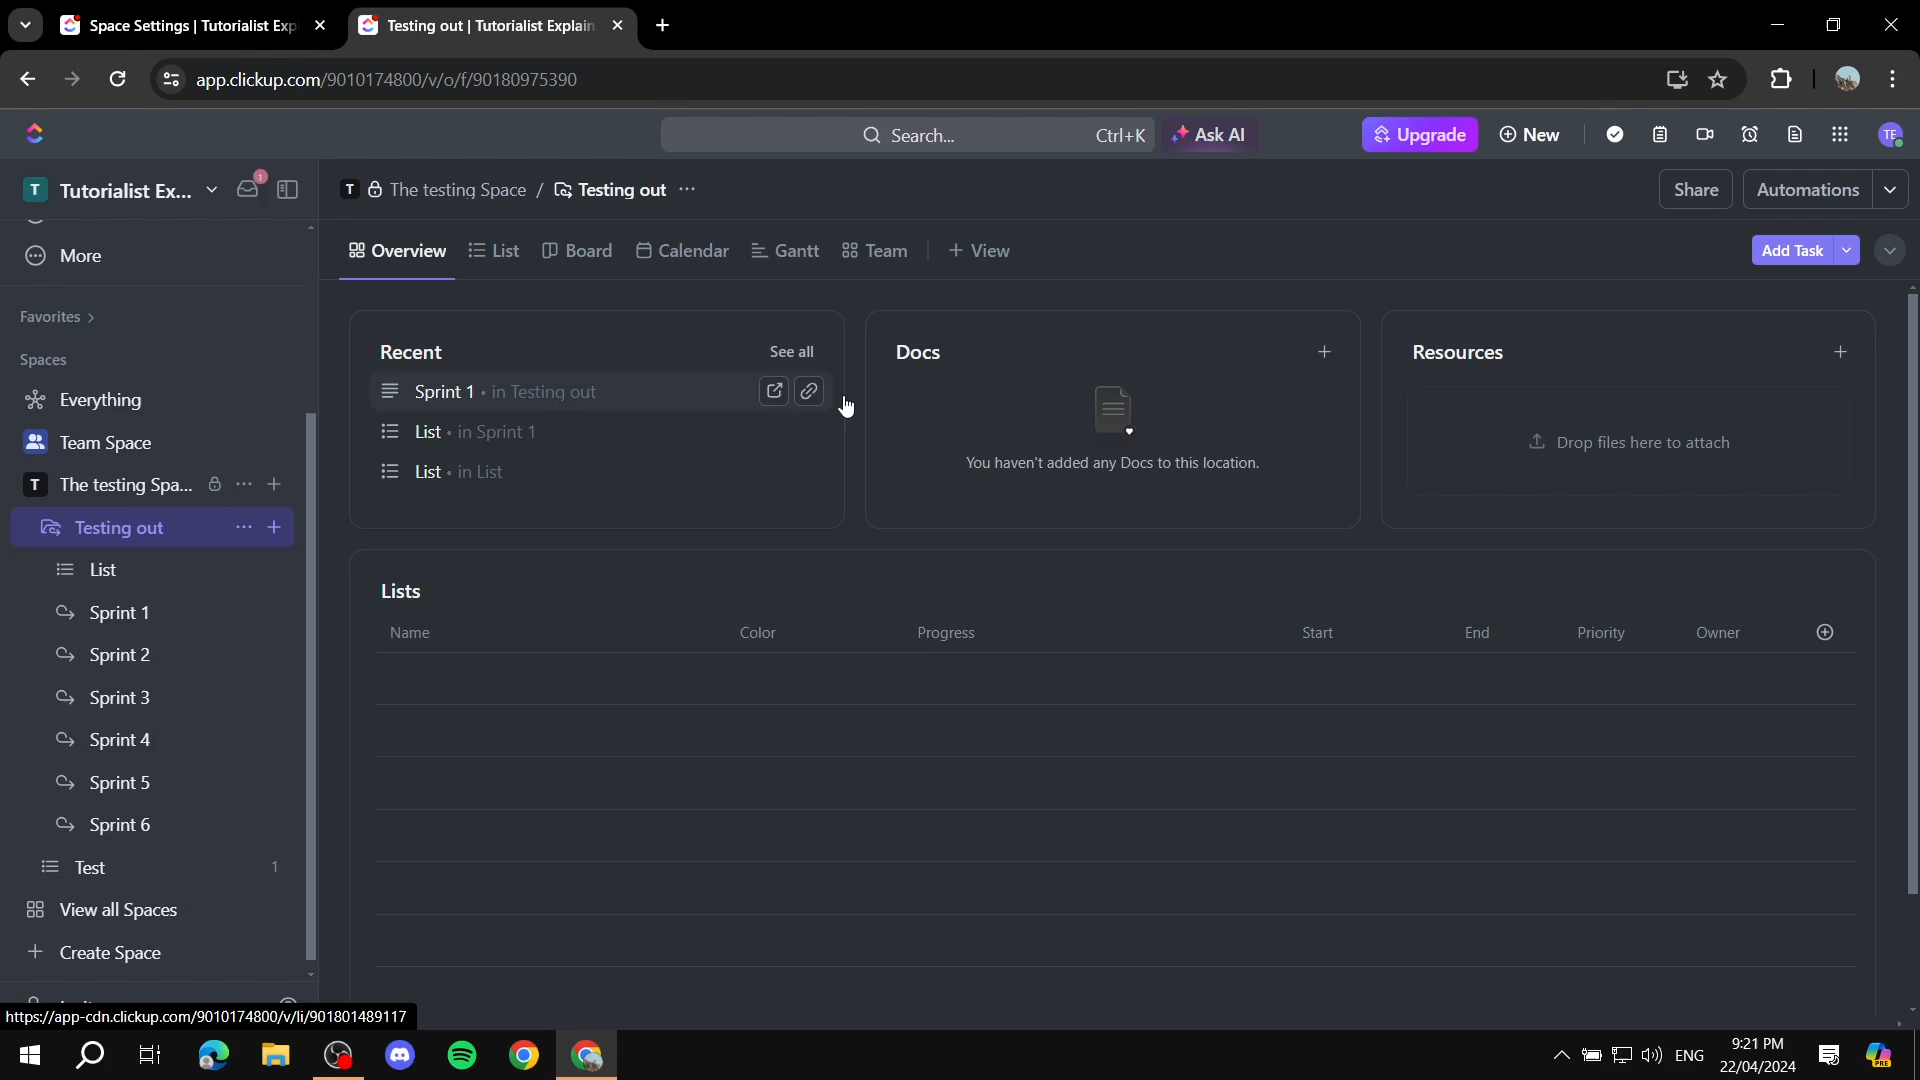 Space Settings | Tutorialist Exp
Testing out | Tutorialist Explain
app.clickup.com/9010174800/v/o/f/90180975390
Search...
Ctrl+K
Ask AI
Upgrade
New
TE
T
Tutorialist Ex...
1
T
The testing Space / Testing out ...
Share
Automations
Overview
List
Board
Calendar
Gantt
Team
+ View
Add Task
More
Favorites
Spaces
Everything
Team Space
T
The testing Spa...
Testing out
List
Sprint 1
Sprint 2
Sprint 3
Sprint 4
Sprint 5
Sprint 6
Test
1
View all Spaces
Create Space
Recent
See all
Sprint 1 • in Testing out
List • in Sprint 1
List • in List
Docs
You haven't added any Docs to this location.
Resources
Drop files here to attach
Lists
Name
Color
Progress
Start
End
Priority
Owner
https://app-cdn.clickup.com/9010174800/v/li/901801489117
ENG
9:21 PM
22/04/2024
PRE